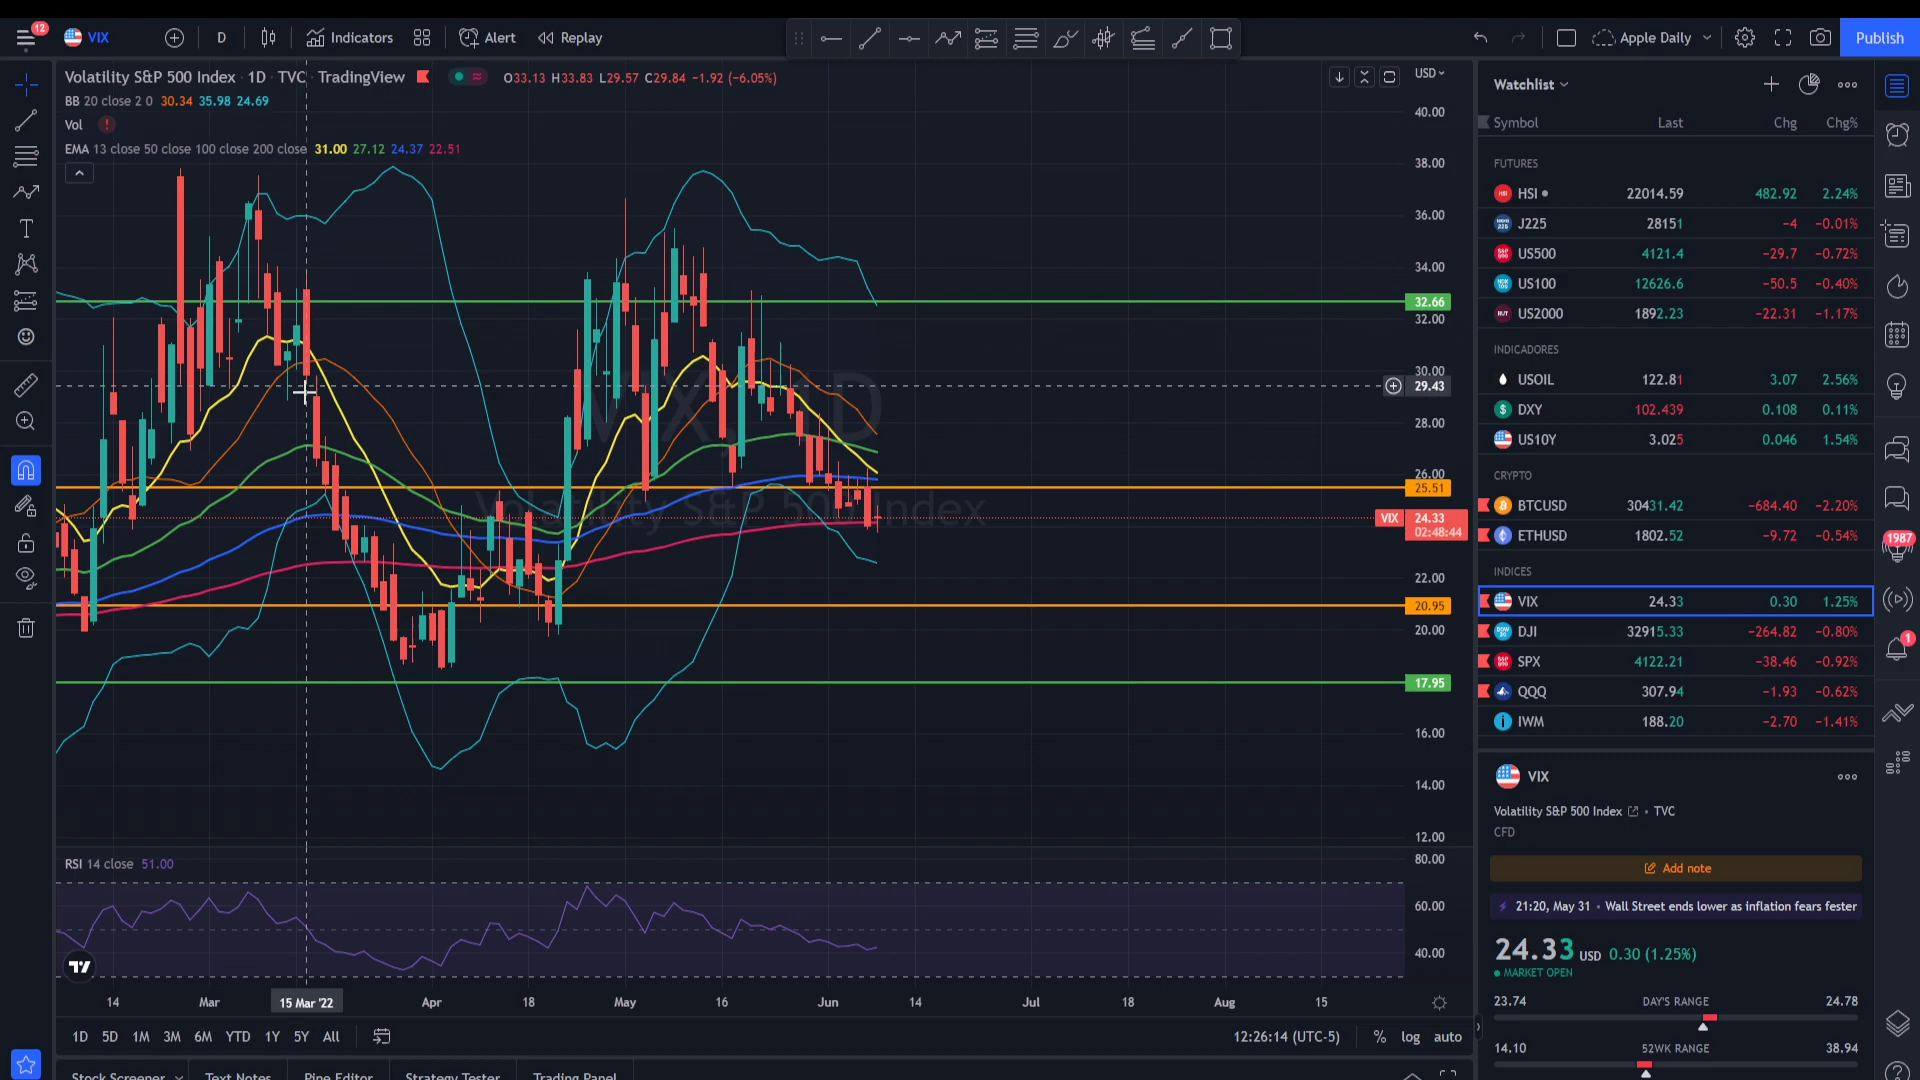 12
VIX
D
Indicators
Alert
Replay
Apple Daily
Publish
Volatility S&P 500 Index · 1D · TVC TradingView
O33.13 H33.83 L29.57 C29.84 −1.92 (−6.05%)
BB 20 close 2 0 30.34 35.98 24.69
Vol
EMA 13 close 50 close 100 close 200 close 31.00 27.12 24.37 22.51
VIX, 1D
Volatility S&P 500 Index
USD
40.00
38.00
36.00
34.00
32.66
32.00
30.00
29.43
28.00
26.00
25.51
VIX 24.33
02:48:44
22.00
20.95
20.00
17.95
16.00
14.00
12.00
RSI 14 close 51.00
80.00
60.00
40.00
14 Mar 15 Mar '22 Apr 18 May 16 Jun 14 Jul 18 Aug 15
1D 5D 1M 3M 6M YTD 1Y 5Y All
12:26:14 (UTC-5) % log auto
Stock Screener Text Notes Pine Editor Strategy Tester Trading Panel
Watchlist
Symbol Last Chg Chg%
FUTURES
HSI 22014.59 482.92 2.24%
J225 28151 −4 −0.01%
US500 4121.4 −29.7 −0.72%
US100 12626.6 −50.5 −0.40%
US2000 1892.23 −22.31 −1.17%
INDICADORES
USOIL 122.81 3.07 2.56%
DXY 102.439 0.108 0.11%
US10Y 3.025 0.046 1.54%
CRYPTO
BTCUSD 30431.42 −684.40 −2.20%
ETHUSD 1802.52 −9.72 −0.54%
INDICES
VIX 24.33 0.30 1.25%
DJI 32915.33 −264.82 −0.80%
SPX 4122.21 −38.46 −0.92%
QQQ 307.94 −1.93 −0.62%
IWM 188.20 −2.70 −1.41%
VIX
Volatility S&P 500 Index · TVC
CFD
Add note
21:20, May 31 · Wall Street ends lower as inflation fears fester
24.33 USD 0.30 (1.25%)
MARKET OPEN
23.74 DAY'S RANGE 24.78
14.10 52WK RANGE 38.94
1987
1